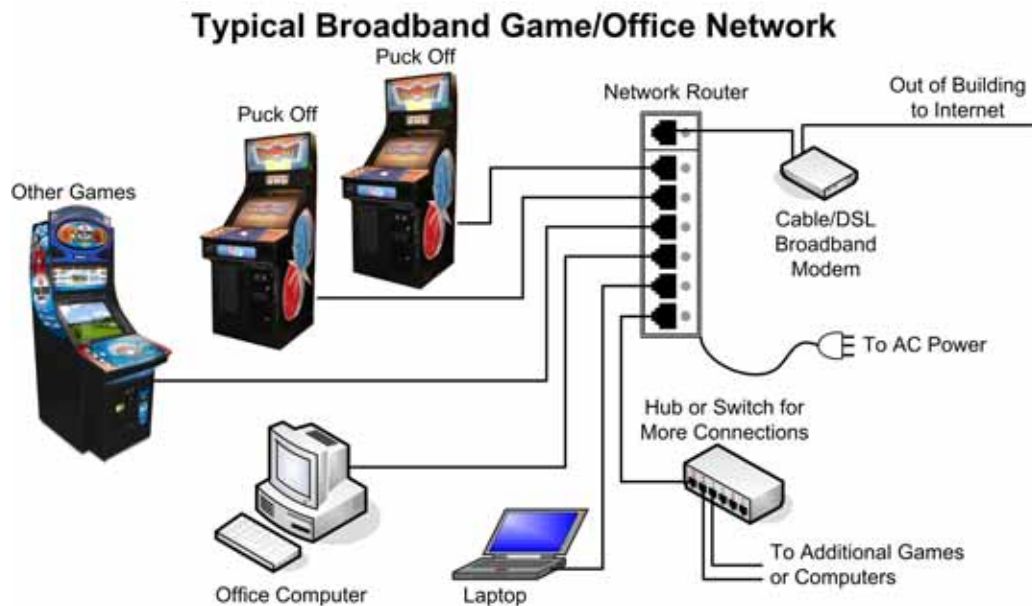 Typical Broadband Game/Office Network
Puck Off
Puck Off
Other Games
Network Router
Out of Building
to Internet
Cable/DSL
Broadband
Modem
To AC Power
Hub or Switch for
More Connections
Office Computer
Laptop
To Additional Games
or Computers